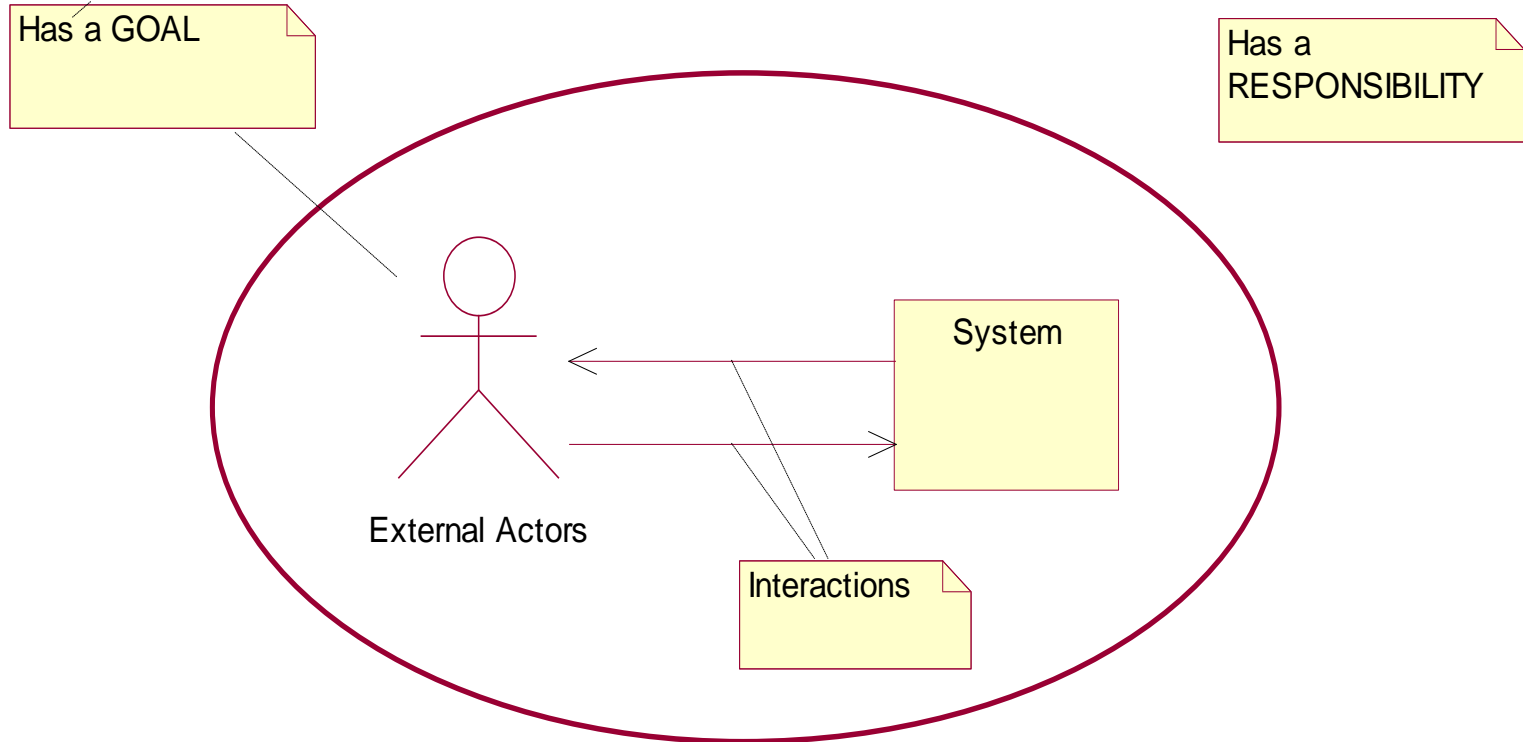 Has a GOAL
Has a
RESPONSIBILITY
System
External Actors
Interactions